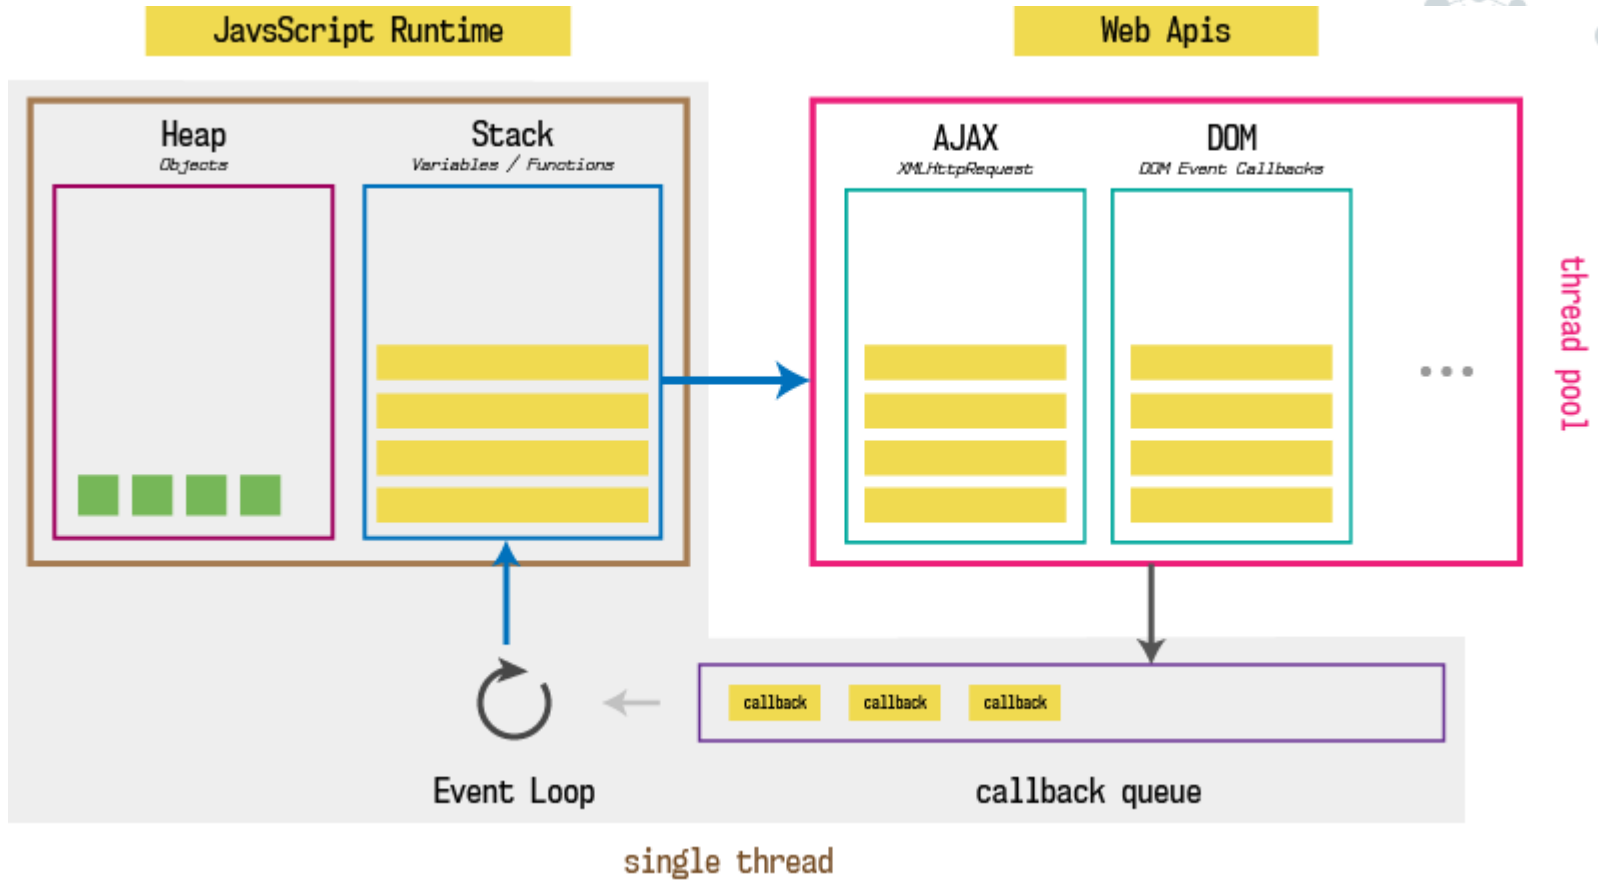 JavsScript Runtime
Web Apis
Heap
Objects
Stack
Variables / Functions
AJAX
XMLHttpRequest
DOM
DOM Event Callbacks
thread pool
callback
callback
callback
Event Loop
callback queue
single thread